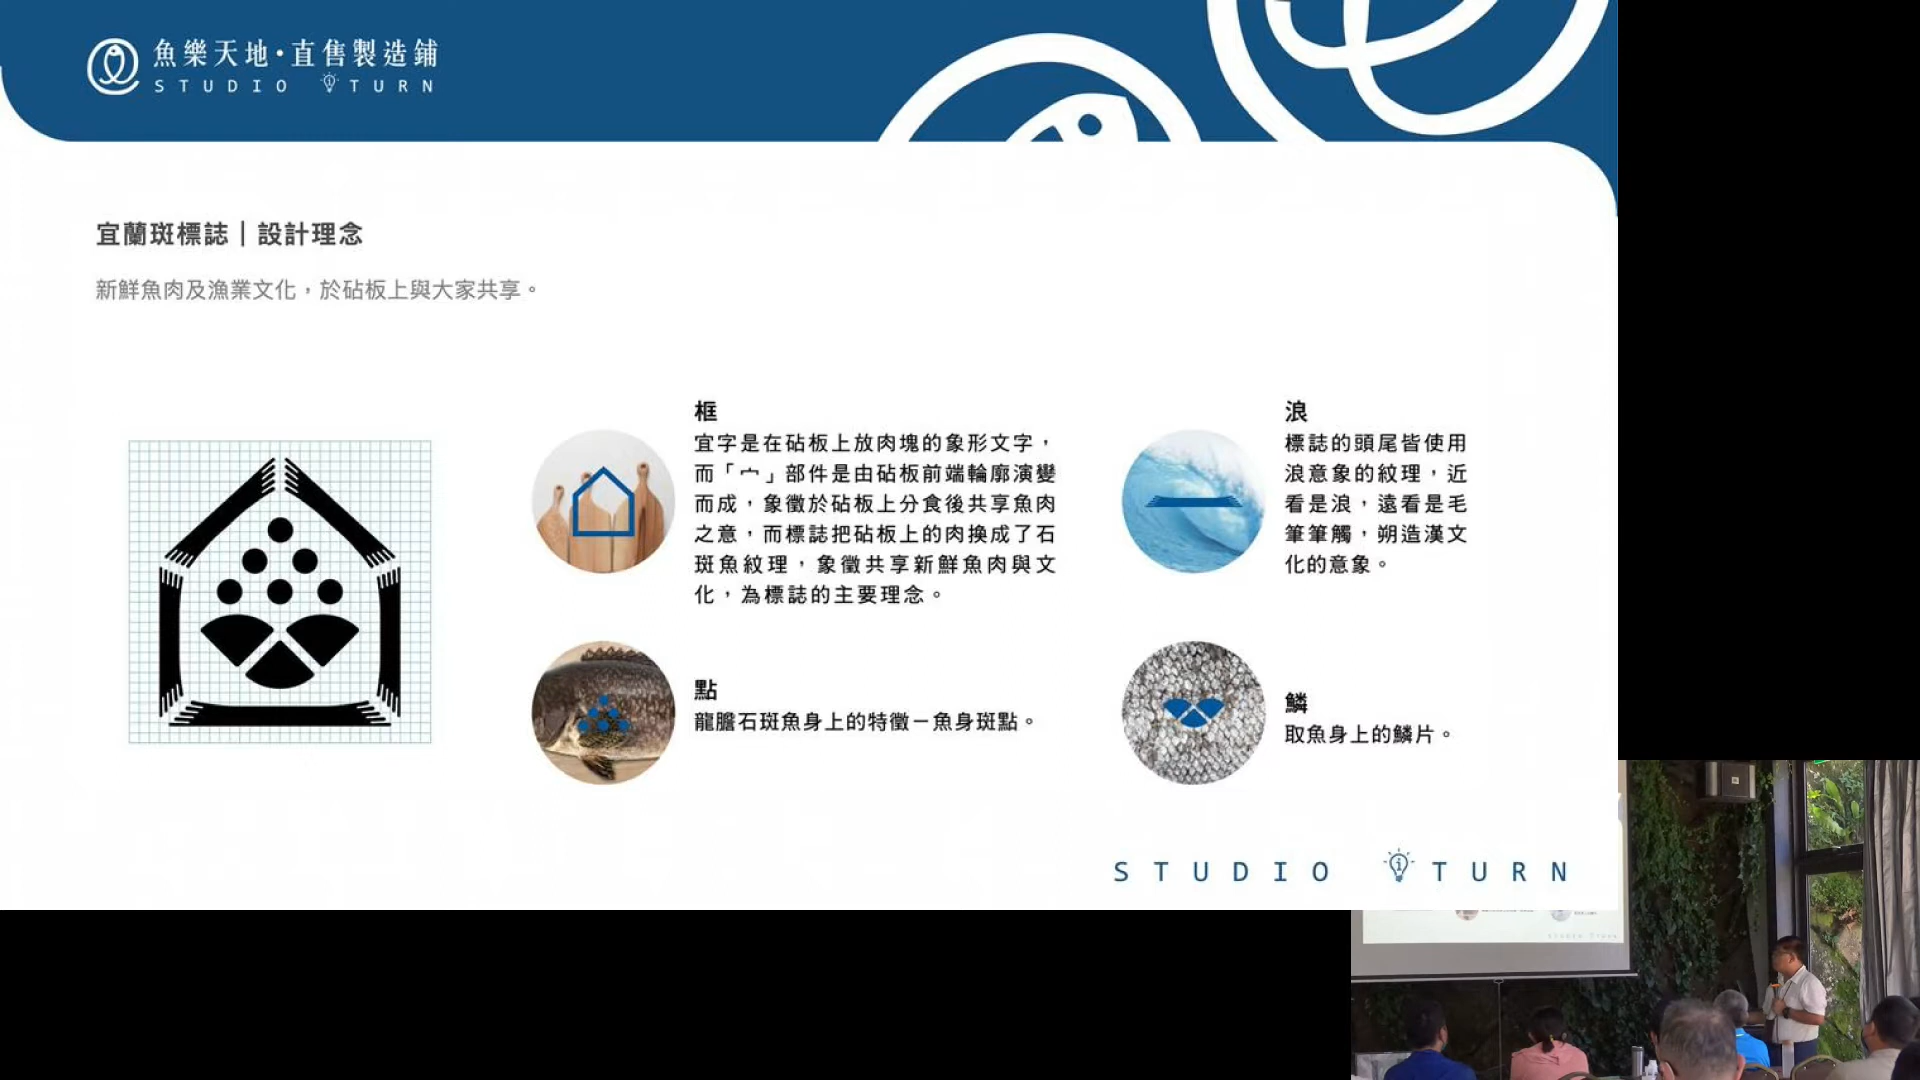 魚樂天地·直售製造鋪
STUDIO iTURN
宜蘭斑標誌｜設計理念
新鮮魚肉及漁業文化，於砧板上與大家共享。
框
宜字是在砧板上放肉塊的象形文字，
而「宀」部件是由砧板前端輪廓演變
而成，象徵於砧板上分食後共享魚肉
之意，而標誌把砧板上的肉換成了石
斑魚紋理，象徵共享新鮮魚肉與文
化，為標誌的主要理念。
浪
標誌的頭尾皆使用
浪意象的紋理，近
看是浪，遠看是毛
筆筆觸，朔造漢文
化的意象。
點
龍膽石斑魚身上的特徵－魚身斑點。
鱗
取魚身上的鱗片。
STUDIO iTURN